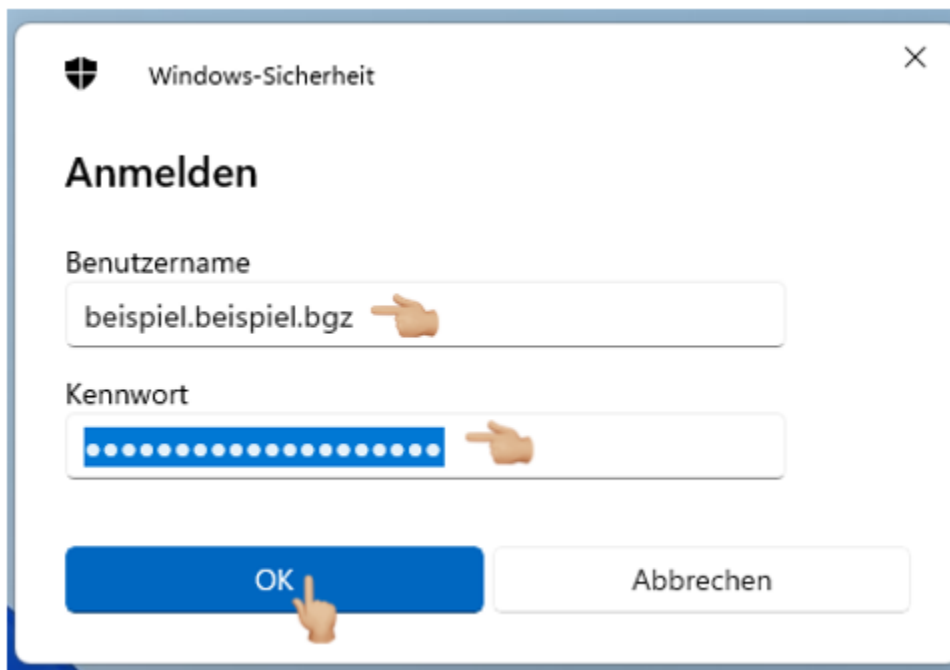 Windows-Sicherheit
Anmelden
Benutzername
beispiel.beispiel.bgz
Kennwort
••••••••••••••••••••
OK
Abbrechen